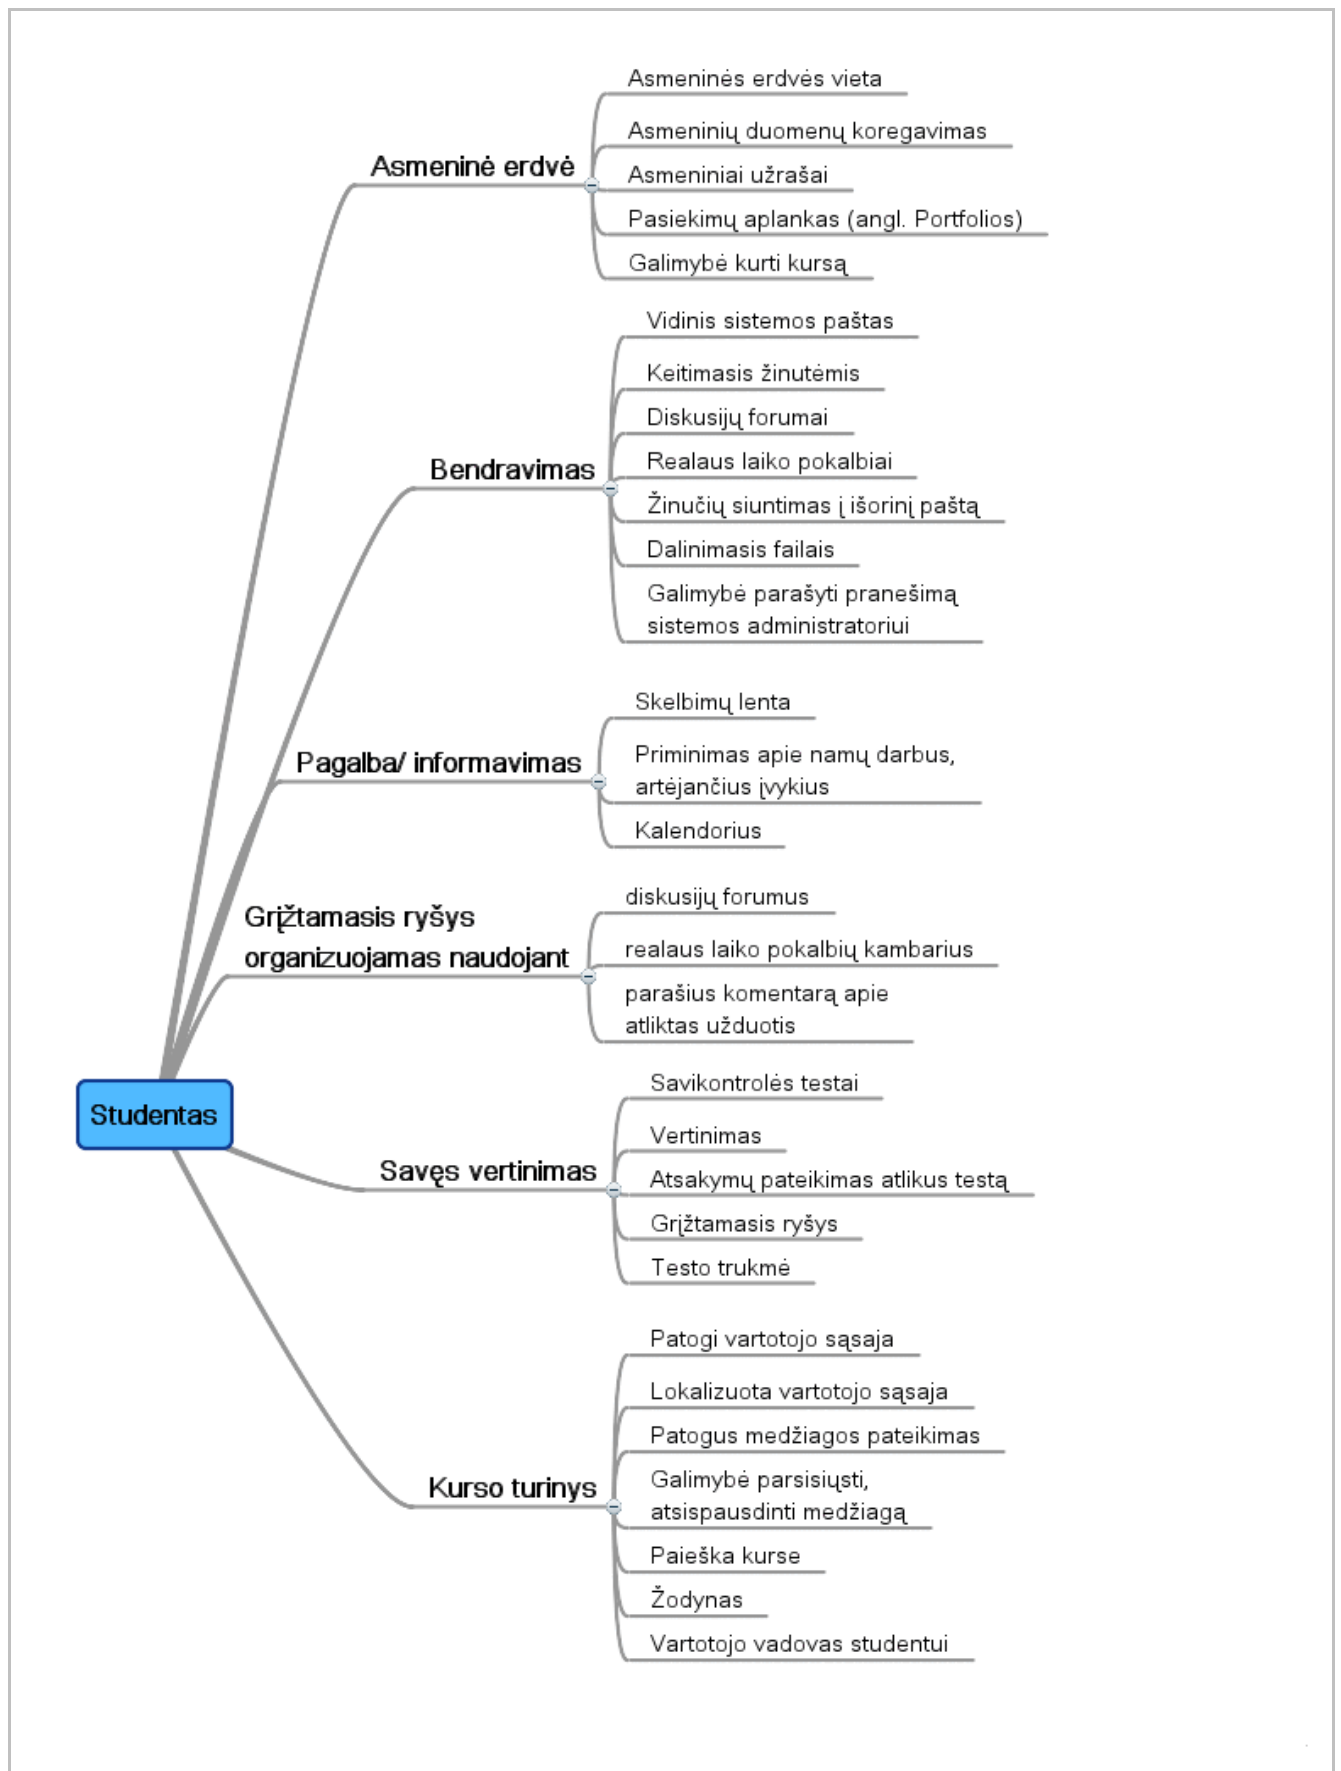 Asmeninė erdvė
Asmeninės erdvės vieta
Asmeninių duomenų koregavimas
Asmeniniai užrašai
Pasiekimų aplankas (angl. Portfolios)
Galimybė kurti kursą
Bendravimas
Vidinis sistemos paštas
Keitimasis žinutėmis
Diskusijų forumai
Realaus laiko pokalbiai
Žinučių siuntimas į išorinį paštą
Dalinimasis failais
Galimybė parašyti pranešimą
sistemos administratoriui
Pagalba/ informavimas
Skelbimų lenta
Priminimas apie namų darbus,
artėjančius įvykius
Kalendorius
Grįžtamasis ryšys
organizuojamas naudojant
diskusijų forumus
realaus laiko pokalbių kambarius
parašius komentarą apie
atliktas užduotis
Studentas
Savęs vertinimas
Savikontrolės testai
Vertinimas
Atsakymų pateikimas atlikus testą
Grįžtamasis ryšys
Testo trukmė
Kurso turinys
Patogi vartotojo sąsaja
Lokalizuota vartotojo sąsaja
Patogus medžiagos pateikimas
Galimybė parsisiųsti,
atsispausdinti medžiagą
Paieška kurse
Žodynas
Vartotojo vadovas studentui